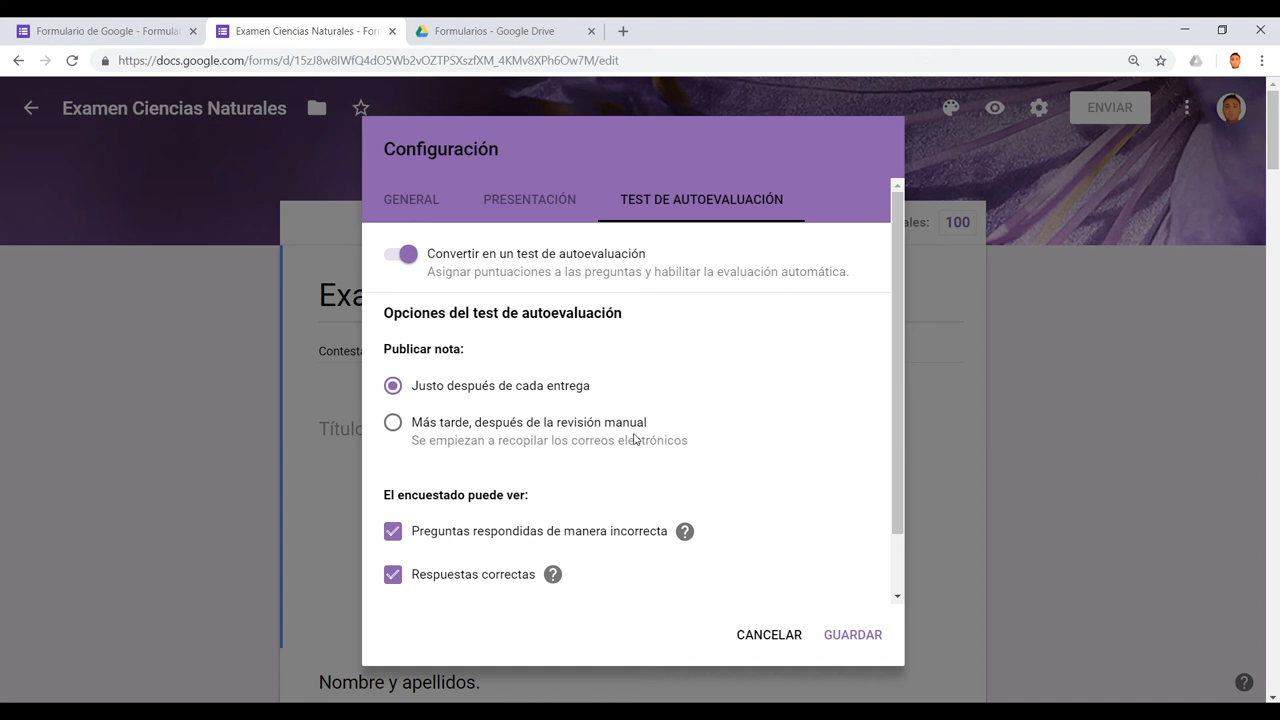 Formulario de Google - Formular
Examen Ciencias Naturales - For
Formularios - Google Drive
https://docs.google.com/forms/d/15zJ8w8IWfQ4dO5Wb2vOZTPSXszfXM_4KMv8XPh6Ow7M/edit
Examen Ciencias Naturales
ENVIAR
Configuración
GENERAL
PRESENTACIÓN
TEST DE AUTOEVALUACIÓN
ales: 100
Convertir en un test de autoevaluación
Asignar puntuaciones a las preguntas y habilitar la evaluación automática.
Exa
Opciones del test de autoevaluación
Contesta
Publicar nota:
Justo después de cada entrega
Título
Más tarde, después de la revisión manual
Se empiezan a recopilar los correos electrónicos
El encuestado puede ver:
Preguntas respondidas de manera incorrecta ?
Respuestas correctas ?
CANCELAR
GUARDAR
Nombre y apellidos.